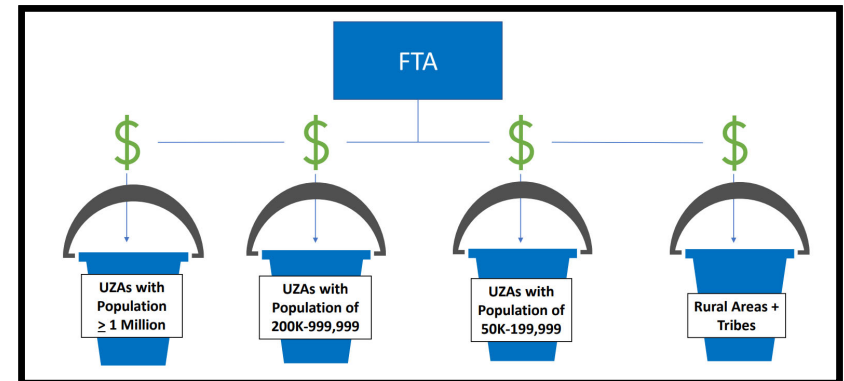 FTA
$ $ $ $
UZAs with
Population
≥ 1 Million
UZAs with
Population of
200K-999,999
UZAs with
Population of
50K-199,999
Rural Areas +
Tribes